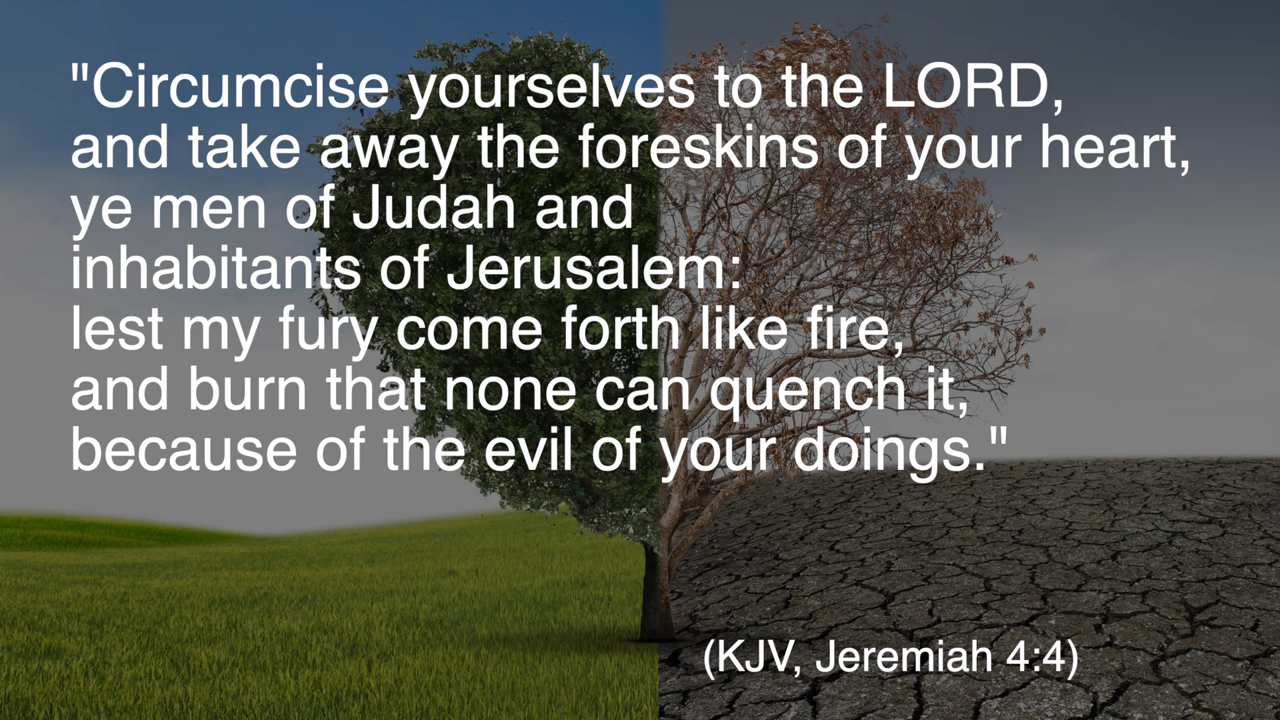 "Circumcise yourselves to the LORD,
and take away the foreskins of your heart,
ye men of Judah and
inhabitants of Jerusalem:
lest my fury come forth like fire,
and burn that none can quench it,
because of the evil of your doings."
(KJV, Jeremiah 4:4)